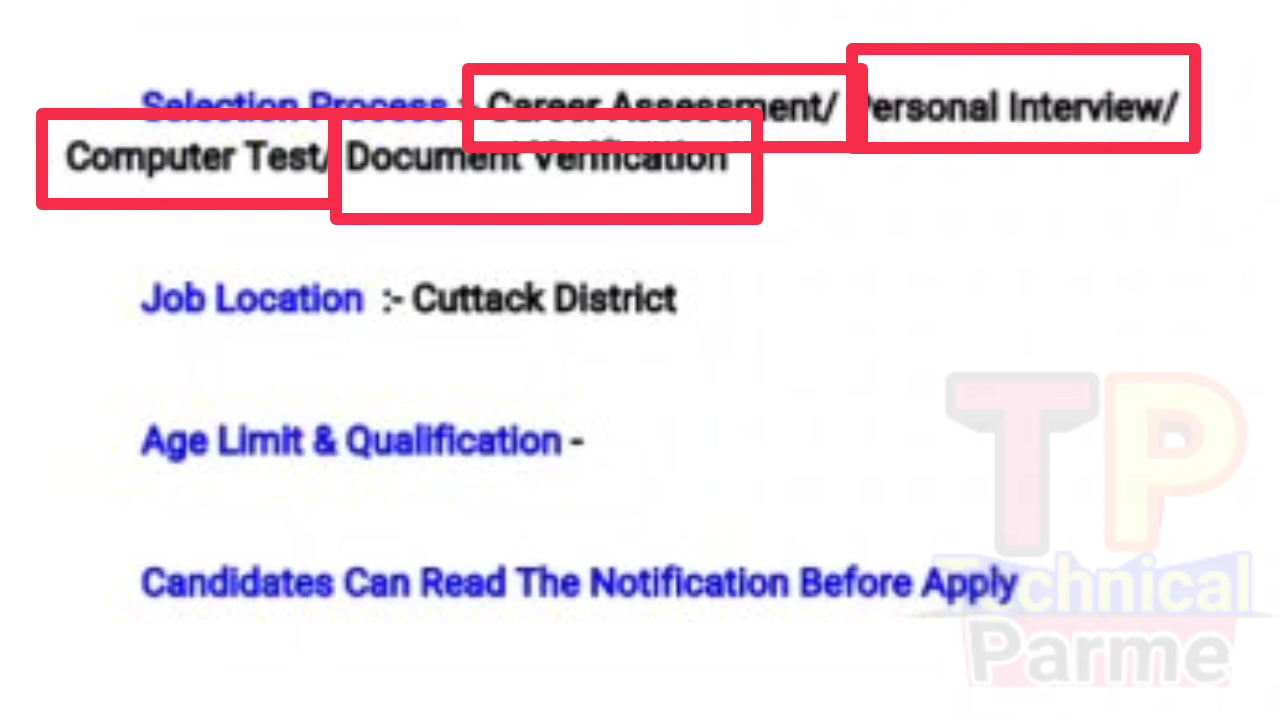 Selection Process :- Career Assessment/ Personal Interview/
Computer Test/ Document Verification
Job Location :- Cuttack District
Age Limit & Qualification -
Candidates Can Read The Notification Before Apply
TP
Technical
Parme